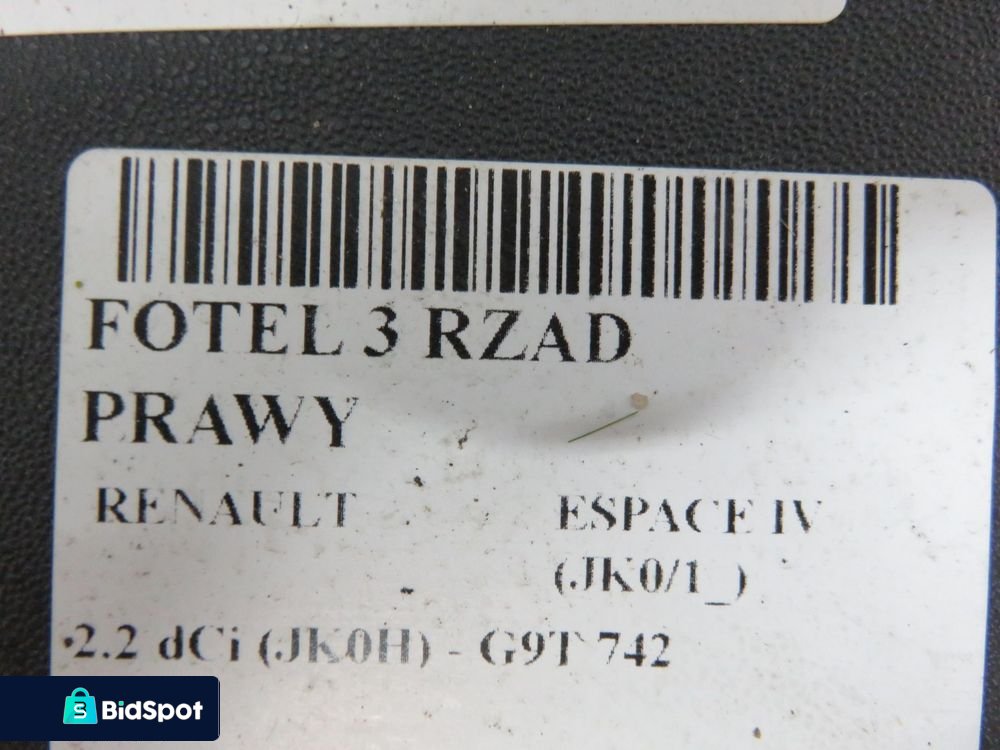 FOTEL 3 RZAD
PRAWY
RENAULT ESPACE IV
(JK0/1_)
2.2 dCi (JK0H) - G9T 742
BidSpot